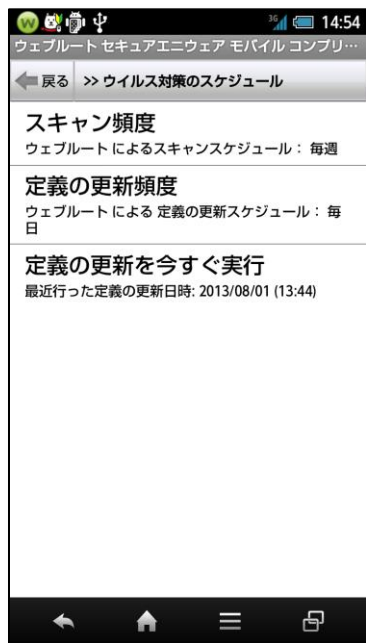 3G 14:54
ウェブルート セキュアエニウェア モバイル コンプリ…
戻る >> ウイルス対策のスケジュール
スキャン頻度
ウェブルート によるスキャンスケジュール： 毎週
定義の更新頻度
ウェブルート による 定義の更新スケジュール： 毎
日
定義の更新を今すぐ実行
最近行った定義の更新日時: 2013/08/01 (13:44)